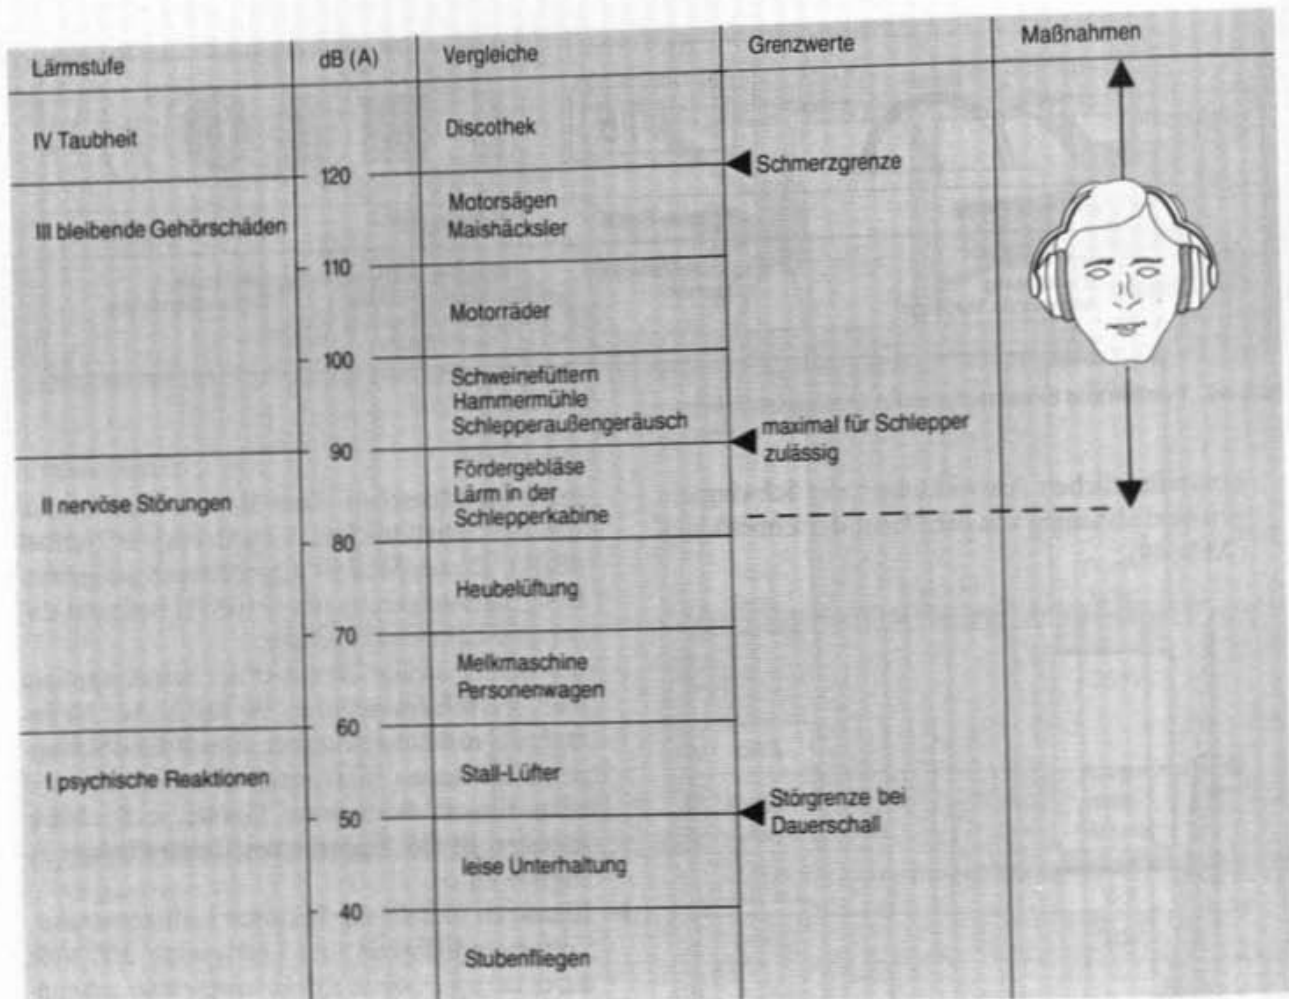 Lärmstufe
dB (A)
Vergleiche
Grenzwerte
Maßnahmen
IV Taubheit
Discothek
120
Schmerzgrenze
III bleibende Gehörschäden
Motorsägen
Maishäcksler
110
Motorräder
100
Schweinefüttern
Hammermühle
Schlepperaußengeräusch
90
maximal für Schlepper
zulässig
II nervöse Störungen
Fördergebläse
Lärm in der
Schlepperkabine
80
Heubelüftung
70
Melkmaschine
Personenwagen
60
I psychische Reaktionen
Stall-Lüfter
50
Störgrenze bei
Dauerschall
leise Unterhaltung
40
Stubenfliegen